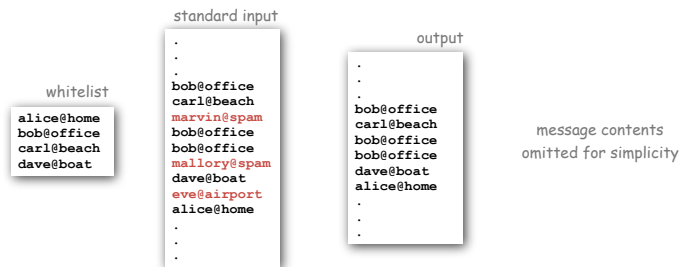 whitelist
alice@home
bob@office
carl@beach
dave@boat
standard input
.
.
.
bob@office
carl@beach
marvin@spam
bob@office
bob@office
mallory@spam
dave@boat
eve@airport
alice@home
.
.
.
output
.
.
.
bob@office
carl@beach
bob@office
bob@office
dave@boat
alice@home
.
.
.
message contents
omitted for simplicity